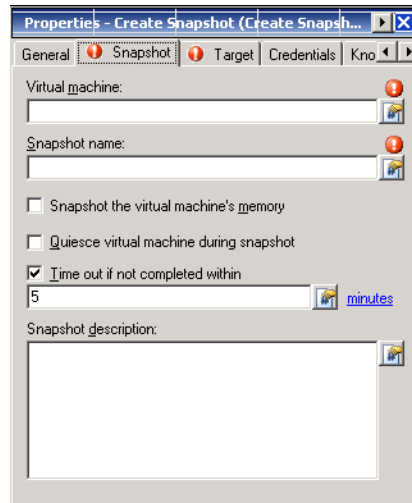 Properties - Create Snapshot (Create Snapsh...
General Snapshot Target Credentials Kno
Virtual machine:
Snapshot name:
Snapshot the virtual machine's memory
Quiesce virtual machine during snapshot
Time out if not completed within
5 minutes
Snapshot description: